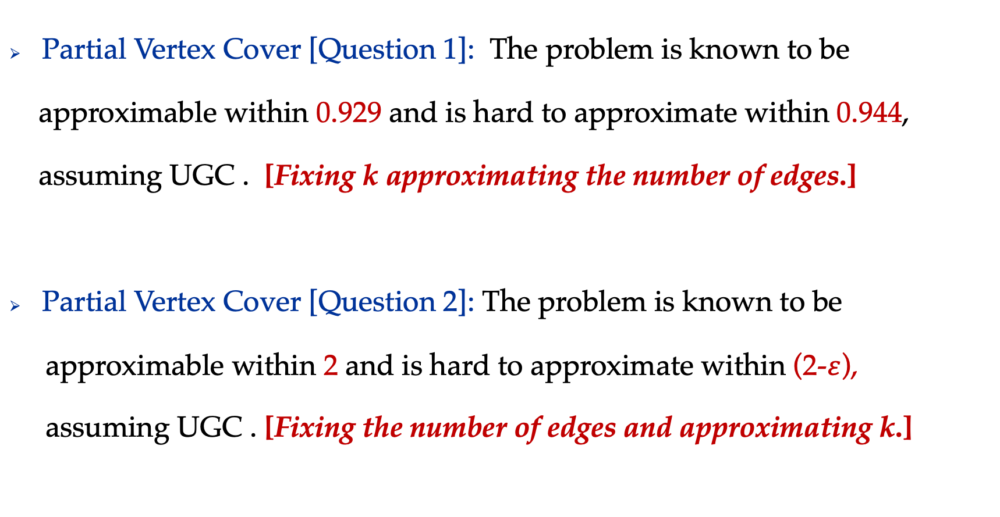 ➢ Partial Vertex Cover [Question 1]: The problem is known to be
approximable within 0.929 and is hard to approximate within 0.944,
assuming UGC . [Fixing k approximating the number of edges.]
➢ Partial Vertex Cover [Question 2]: The problem is known to be
approximable within 2 and is hard to approximate within (2-ε),
assuming UGC . [Fixing the number of edges and approximating k.]